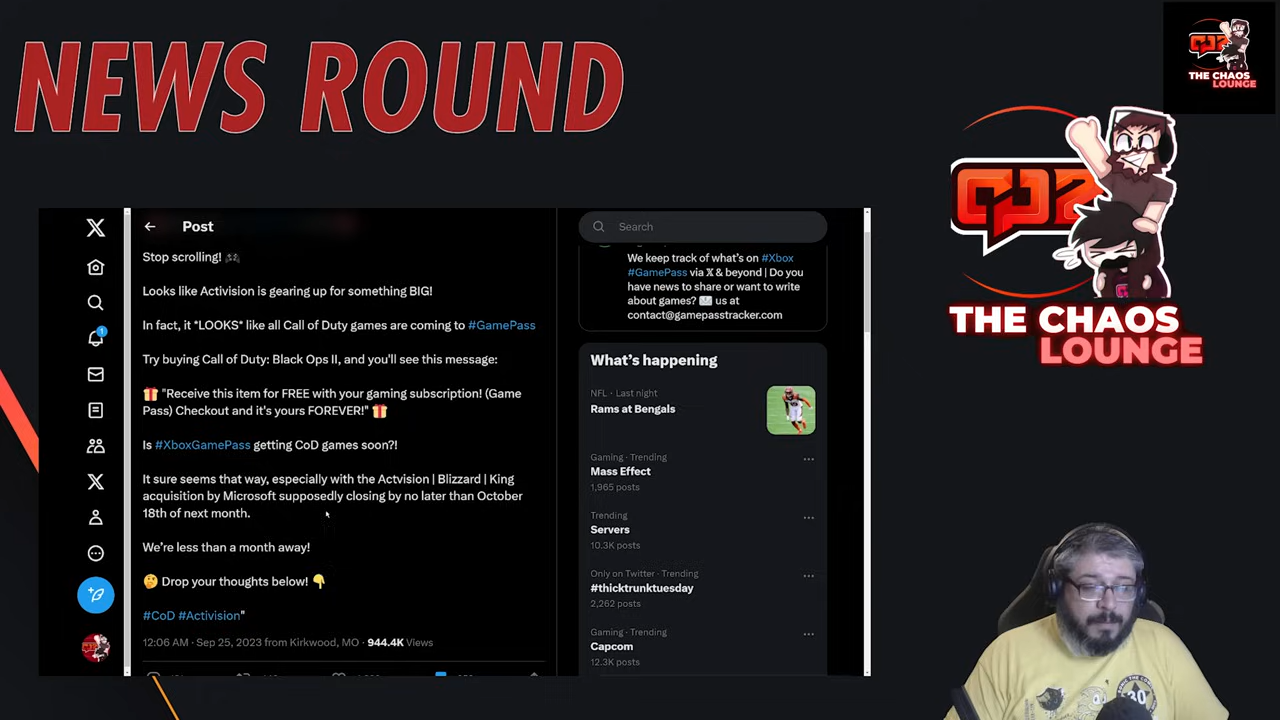 NEWS ROUND
THE CHAOS
LOUNGE
THE CHAOS
LOUNGE
Post
Stop scrolling! 🎮
Looks like Activision is gearing up for something BIG!
In fact, it *LOOKS* like all Call of Duty games are coming to #GamePass
Try buying Call of Duty: Black Ops II, and you'll see this message:
🎁 "Receive this item for FREE with your gaming subscription! (Game
Pass) Checkout and it's yours FOREVER!" 🎁
Is #XboxGamePass getting CoD games soon?!
It sure seems that way, especially with the Actvision | Blizzard | King
acquisition by Microsoft supposedly closing by no later than October
18th of next month.
We're less than a month away!
🤔 Drop your thoughts below! 👇
#CoD #Activision"
12:06 AM · Sep 25, 2023 from Kirkwood, MO · 944.4K Views
1
Search
We keep track of what's on #Xbox
#GamePass via 𝕏 & beyond | Do you
have news to share or want to write
about games? 📨 us at
contact@gamepasstracker.com
What's happening
NFL · Last night
Rams at Bengals
Gaming · Trending
Mass Effect
1,965 posts
Trending
Servers
10.3K posts
Only on Twitter · Trending
#thicktrunktuesday
2,262 posts
Gaming · Trending
Capcom
12.3K posts
30